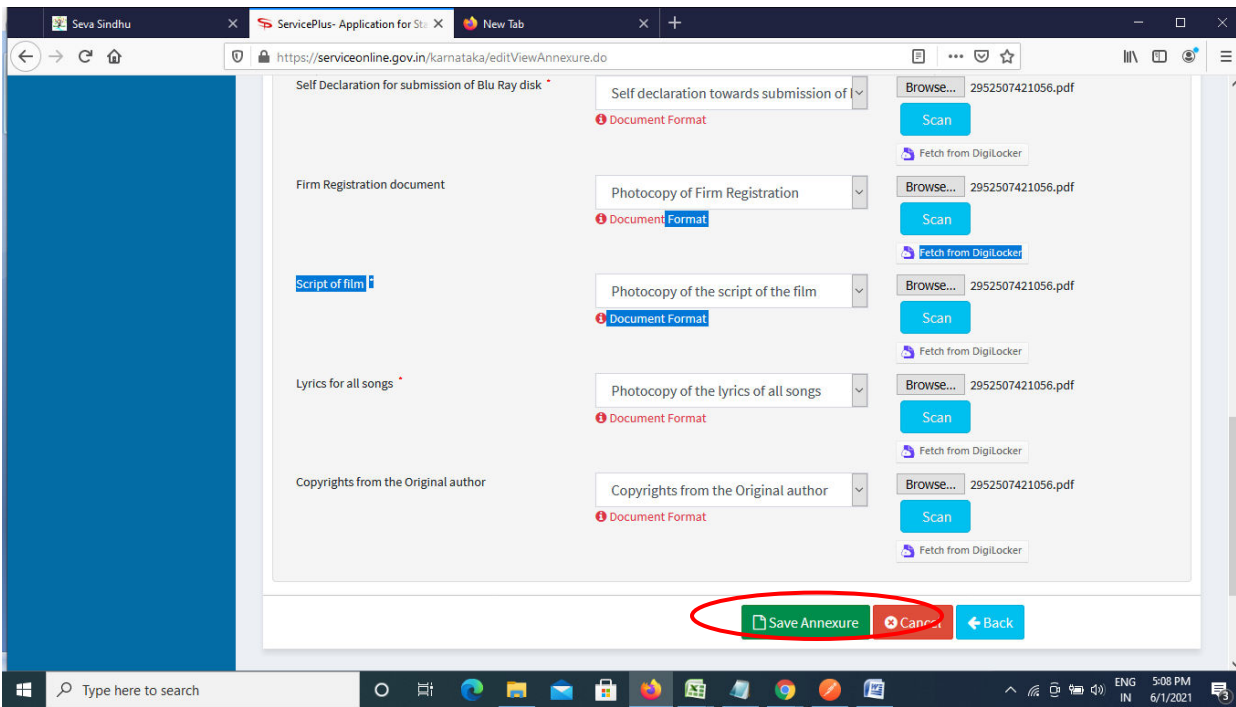 Seva Sindhu
ServicePlus- Application for Sta
New Tab
https://serviceonline.gov.in/karnataka/editViewAnnexure.do
Self Declaration for submission of Blu Ray disk *
Self declaration towards submission of
Browse... 2952507421056.pdf
Document Format
Scan
Fetch from DigiLocker
Firm Registration document
Photocopy of Firm Registration
Browse... 2952507421056.pdf
Document Format
Scan
Fetch from DigiLocker
Script of film *
Photocopy of the script of the film
Browse... 2952507421056.pdf
Document Format
Scan
Fetch from DigiLocker
Lyrics for all songs *
Photocopy of the lyrics of all songs
Browse... 2952507421056.pdf
Document Format
Scan
Fetch from DigiLocker
Copyrights from the Original author
Copyrights from the Original author
Browse... 2952507421056.pdf
Document Format
Scan
Fetch from DigiLocker
Save Annexure
Cancel
Back
Type here to search
ENG 5:08 PM
IN 6/1/2021
3